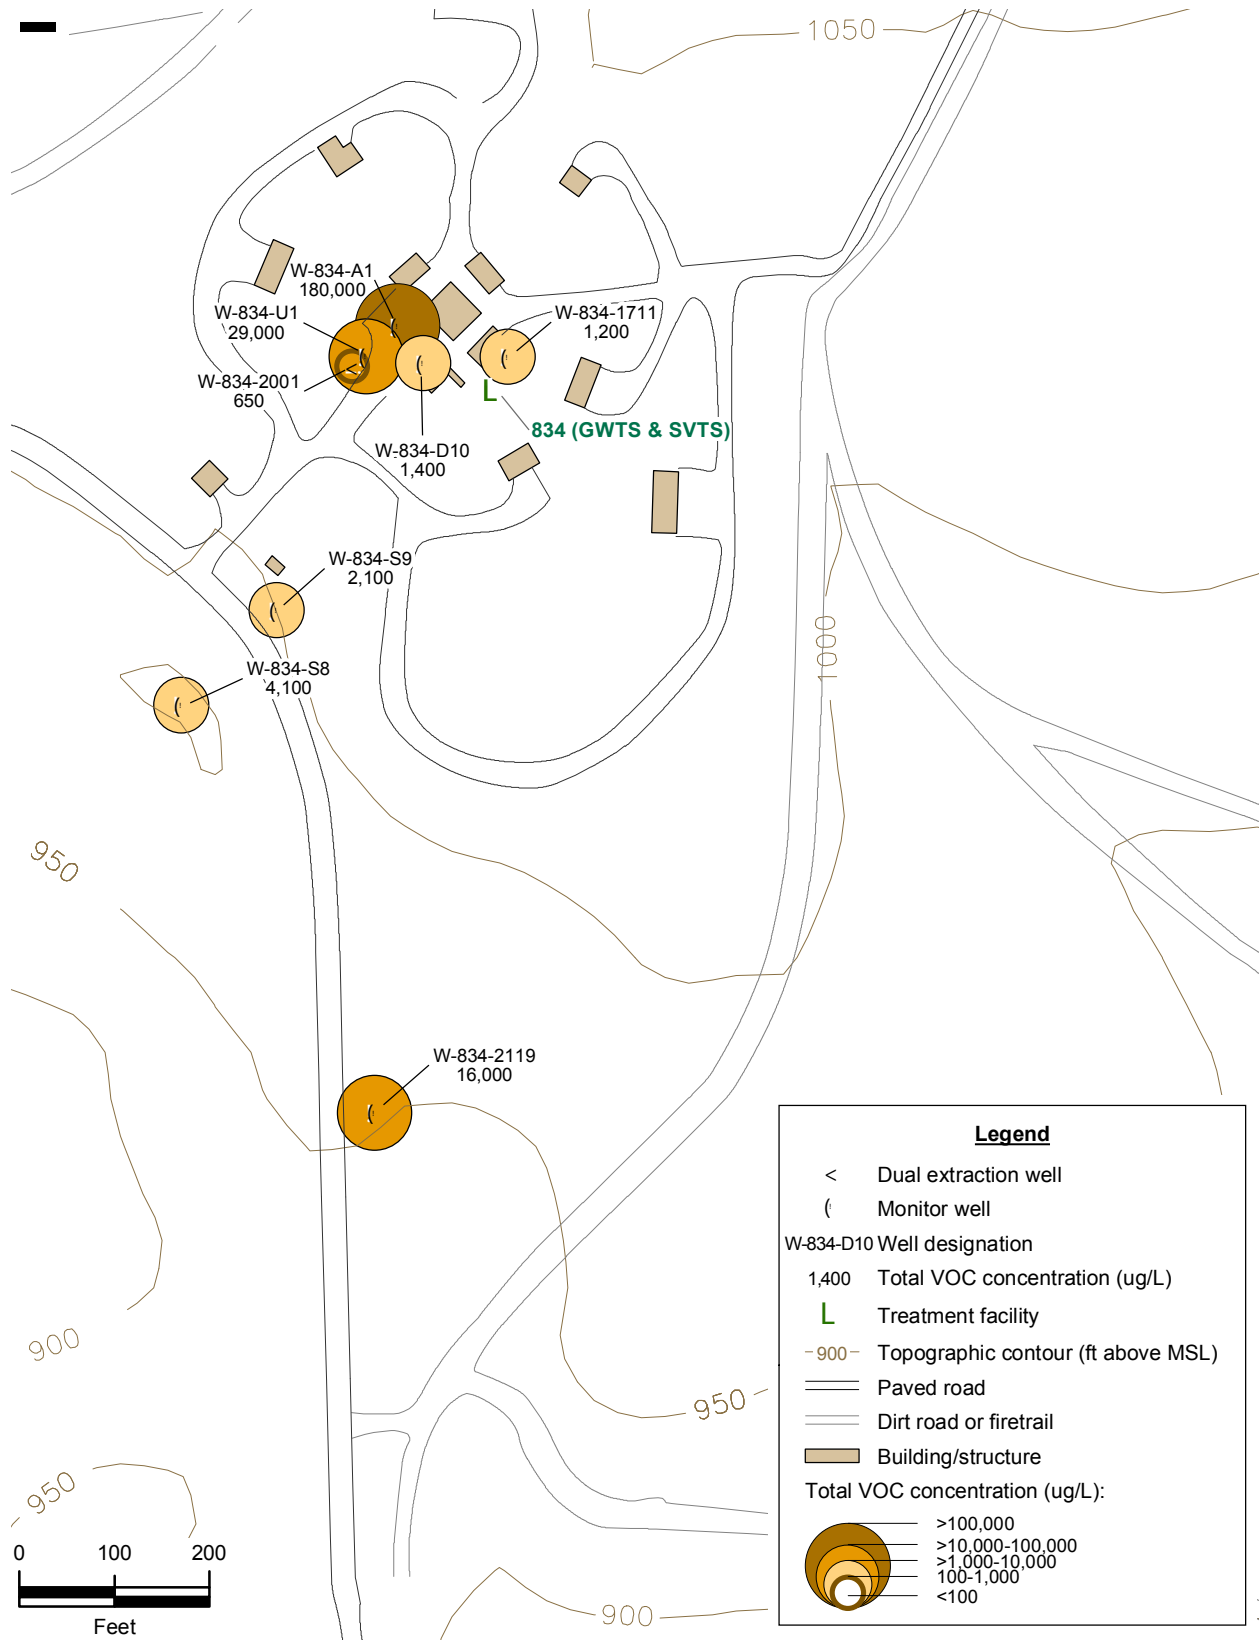 1050
W-834-A1
180,000
W-834-U1
29,000
W-834-1711
1,200
W-834-2001
650
L
834 (GWTS & SVTS)
W-834-D10
1,400
W-834-S9
2,100
1000
W-834-S8
4,100
950
W-834-2119
16,000
900
950
950
900
0 100 200
Feet
Legend
< Dual extraction well
Monitor well
W-834-D10 Well designation
1,400 Total VOC concentration (ug/L)
L Treatment facility
900 Topographic contour (ft above MSL)
Paved road
Dirt road or firetrail
Building/structure
Total VOC concentration (ug/L):
>100,000
>10,000-100,000
>1,000-10,000
100-1,000
<100